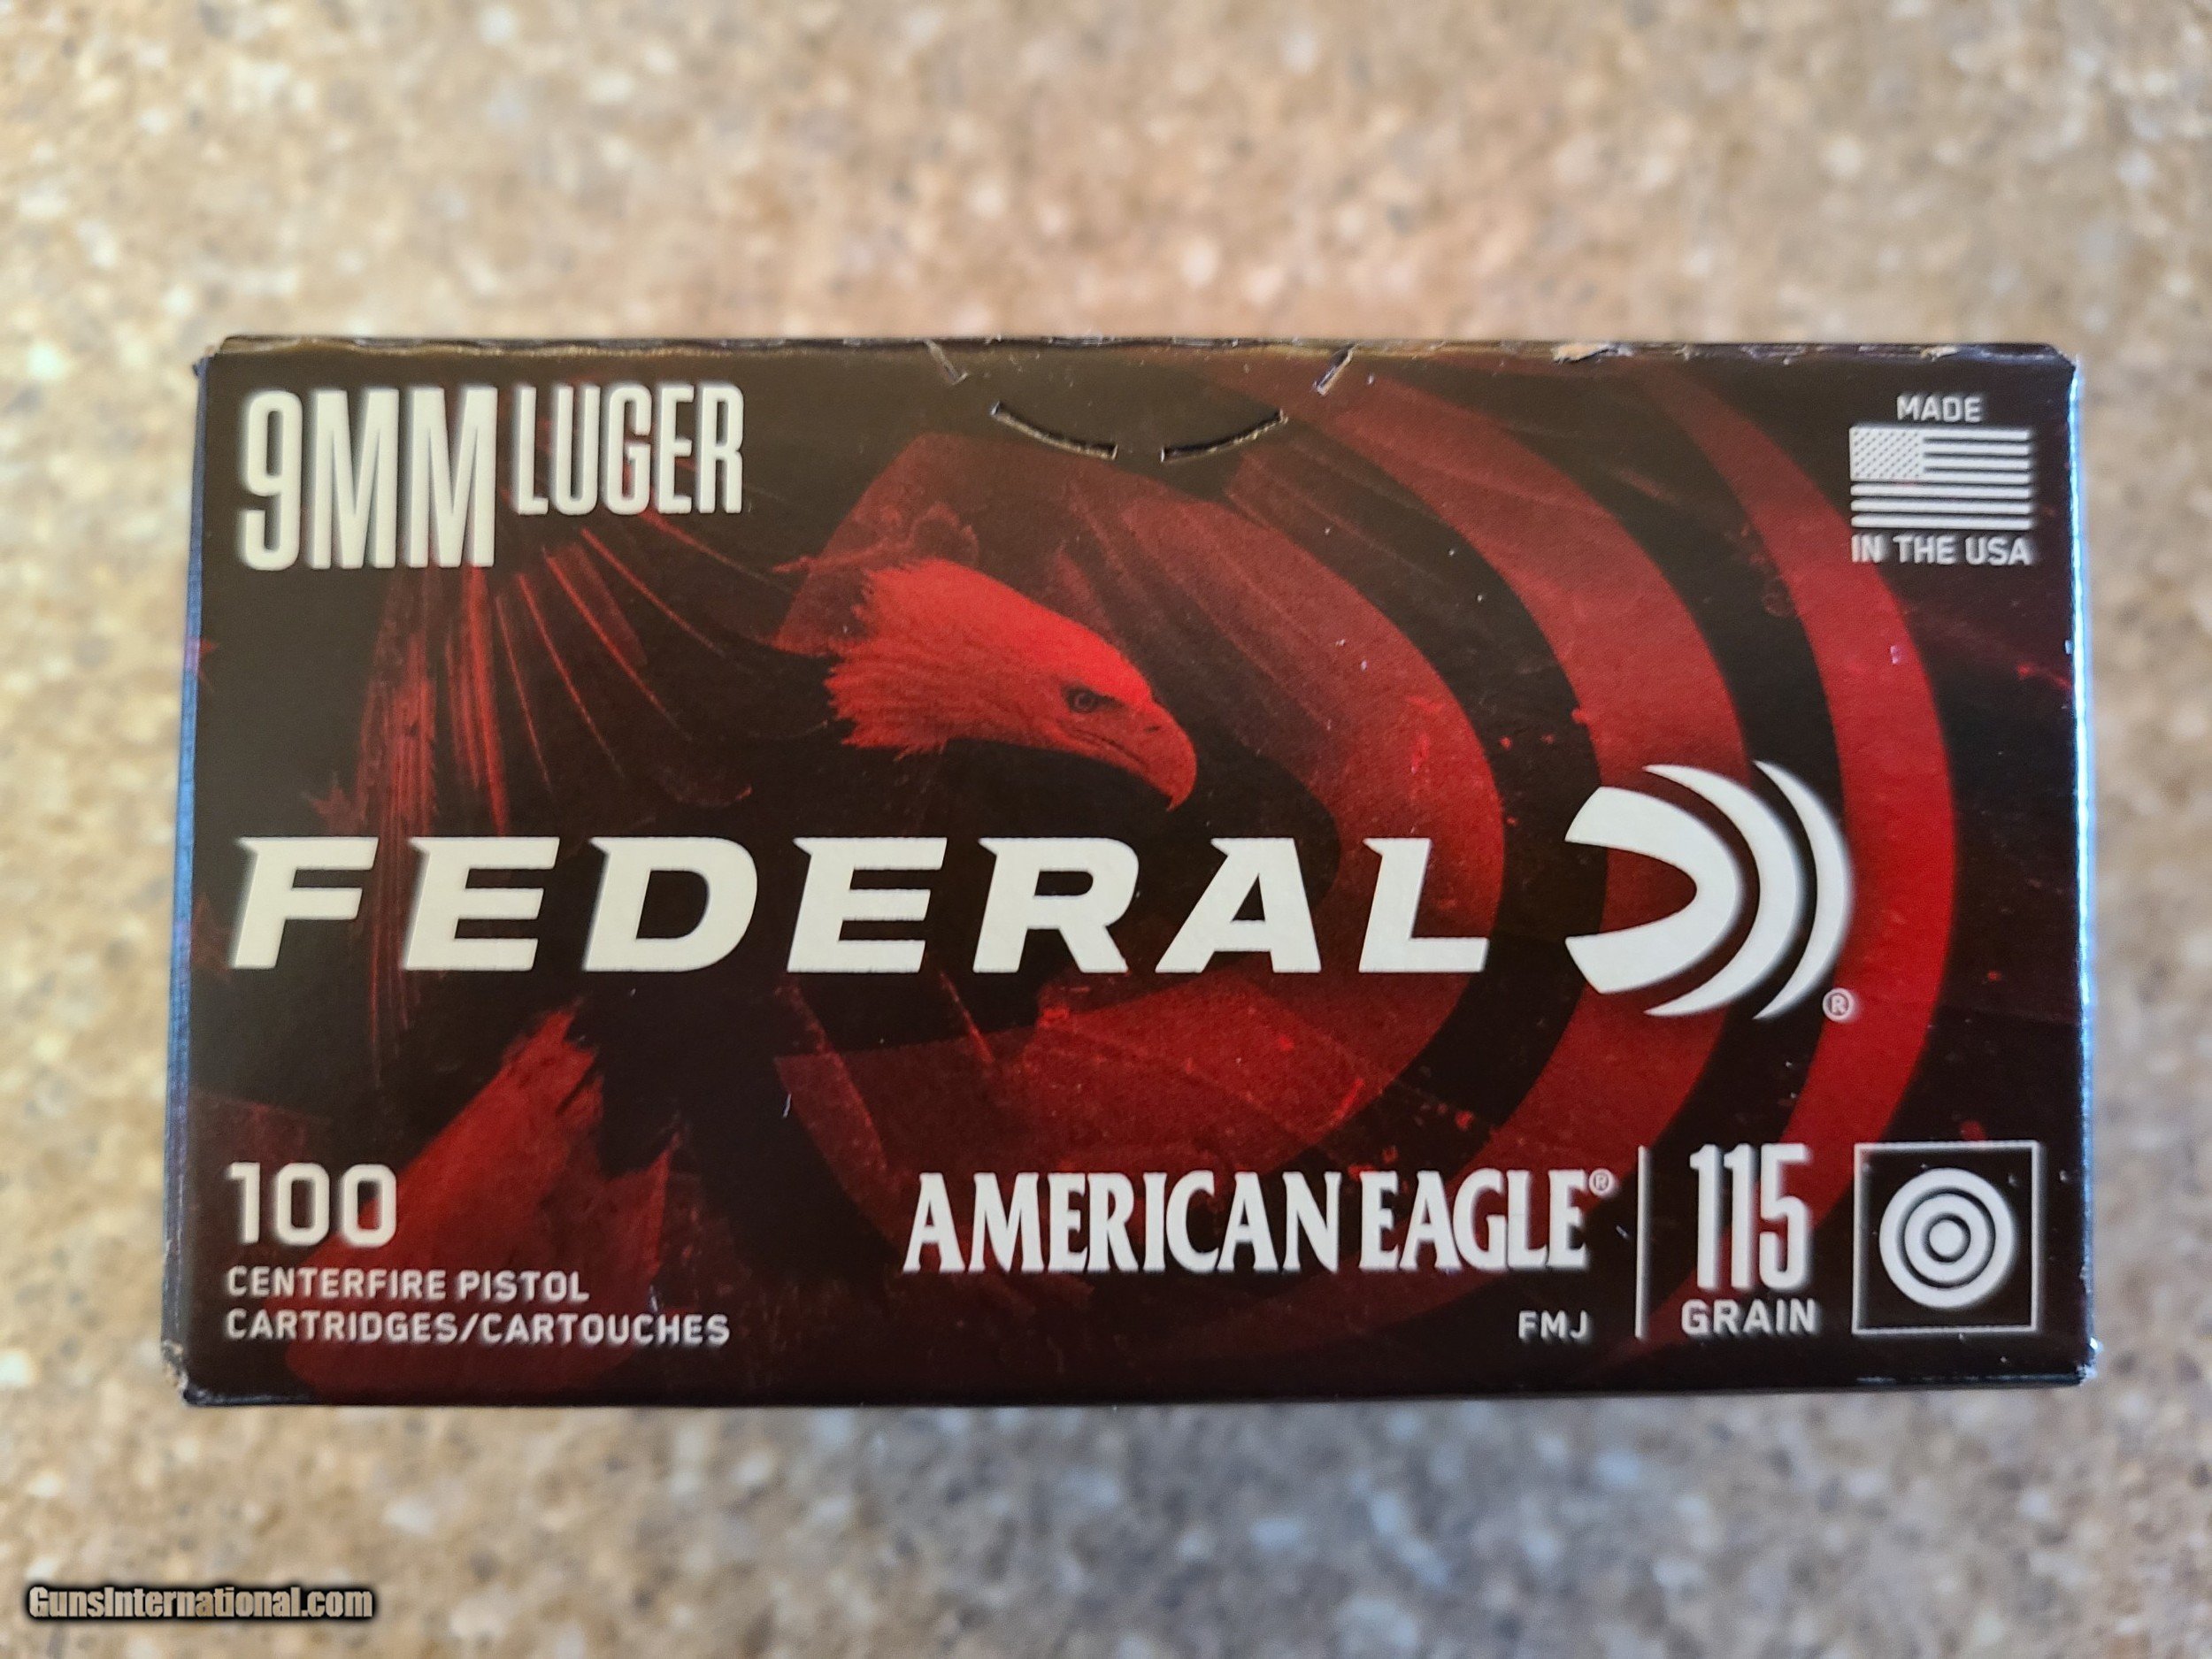 9MM LUGER
MADE
IN THE USA
FEDERAL ®
100
CENTERFIRE PISTOL
CARTRIDGES/CARTOUCHES
AMERICAN EAGLE®
FMJ
115
GRAIN
GunsInternational.com